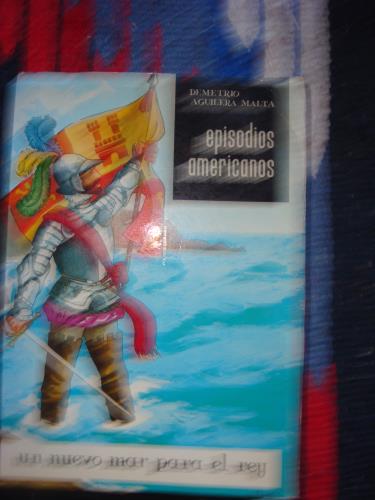 DEMETRIO
AGUILERA MALTA
episodios
americanos
un nuevo mar para el rey